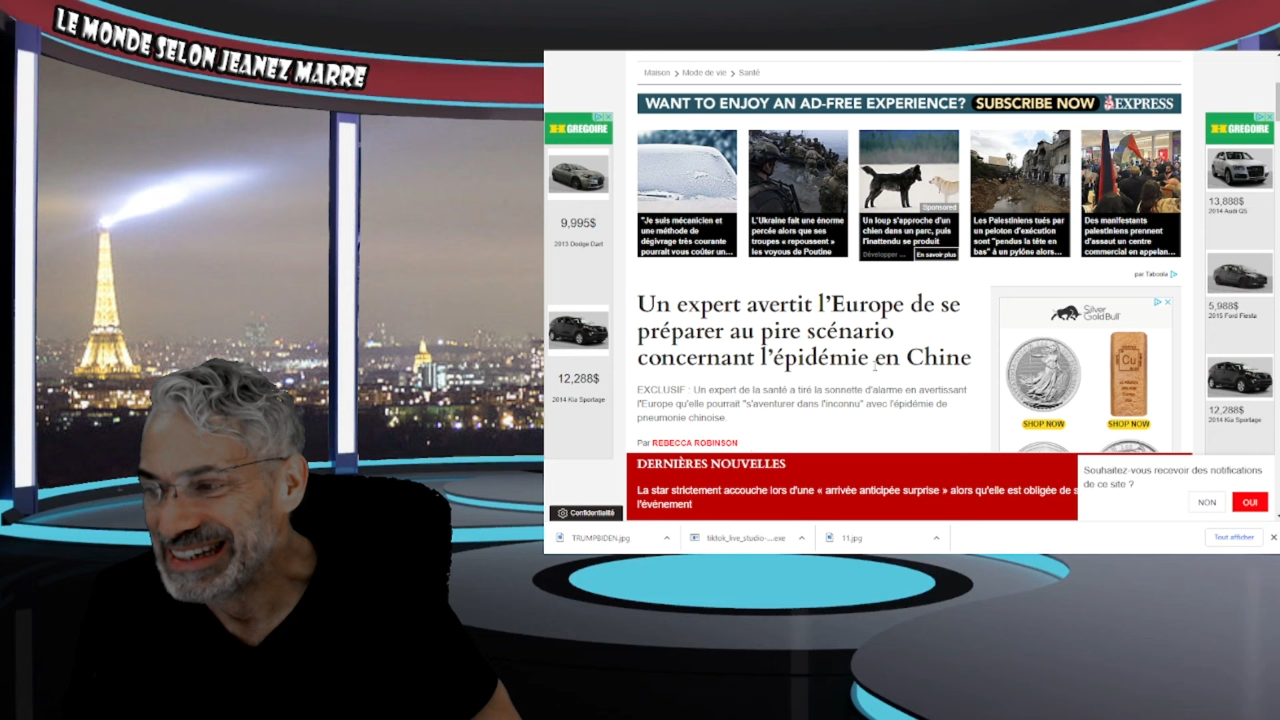 LE MONDE SELON JEANEZ MARRE
Maison > Mode de vie > Santé
WANT TO ENJOY AN AD-FREE EXPERIENCE? SUBSCRIBE NOW EXPRESS
GREGOIRE
9,995$
2013 Dodge Dart
12,288$
2014 Kia Sportage
Confidentialité
"Je suis mécanicien et
une méthode de
dégivrage très courante
pourrait vous coûter un...
L'Ukraine fait une énorme
percée alors que ses
troupes « repoussent »
les voyous de Poutine
Sponsored
Un loup s'approche d'un
chien dans un parc, puis
l'inattendu se produit
Développer ... En savoir plus
Les Palestiniens tués par
un peloton d'exécution
sont "pendus la tête en
bas" à un pylône alors...
Des manifestants
palestiniens prennent
d'assaut un centre
commercial en appelan...
par Taboola
Un expert avertit l'Europe de se
préparer au pire scénario
concernant l'épidémie en Chine
EXCLUSIF : Un expert de la santé a tiré la sonnette d'alarme en avertissant
l'Europe qu'elle pourrait "s'aventurer dans l'inconnu" avec l'épidémie de
pneumonie chinoise.
Par REBECCA ROBINSON
Silver
Gold Bull
Cu
SHOP NOW
SHOP NOW
GREGOIRE
13,888$
2014 Audi Q5
5,988$
2015 Ford Fiesta
12,288$
2014 Kia Sportage
DERNIÈRES NOUVELLES
La star strictement accouche lors d'une « arrivée anticipée surprise » alors qu'elle est obligée de s
l'événement
Souhaitez-vous recevoir des notifications
de ce site ?
NON OUI
TRUMPBIDEN.jpg
tiktok_live_studio-....exe
11.jpg
Tout afficher